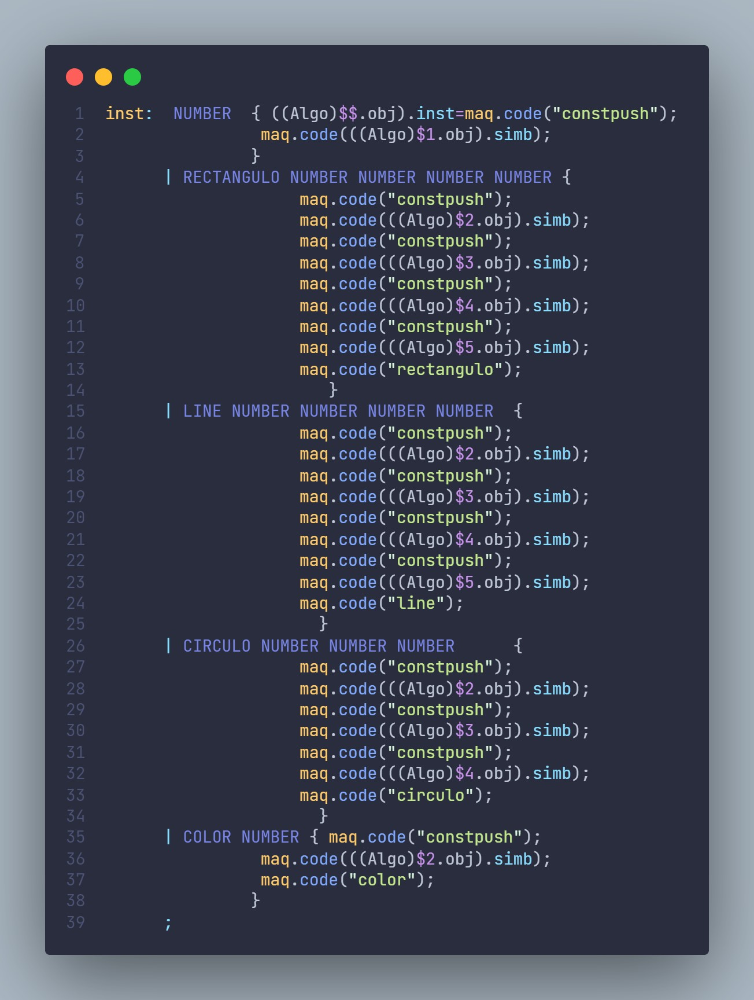 1 inst:  NUMBER  { ((Algo)$$.obj).inst=maq.code("constpush");
2                 maq.code(((Algo)$1.obj).simb);
3                }
4       | RECTANGULO NUMBER NUMBER NUMBER NUMBER {
5                     maq.code("constpush");
6                     maq.code(((Algo)$2.obj).simb);
7                     maq.code("constpush");
8                     maq.code(((Algo)$3.obj).simb);
9                     maq.code("constpush");
10                     maq.code(((Algo)$4.obj).simb);
11                     maq.code("constpush");
12                     maq.code(((Algo)$5.obj).simb);
13                     maq.code("rectangulo");
14                        }
15       | LINE NUMBER NUMBER NUMBER NUMBER  {
16                     maq.code("constpush");
17                     maq.code(((Algo)$2.obj).simb);
18                     maq.code("constpush");
19                     maq.code(((Algo)$3.obj).simb);
20                     maq.code("constpush");
21                     maq.code(((Algo)$4.obj).simb);
22                     maq.code("constpush");
23                     maq.code(((Algo)$5.obj).simb);
24                     maq.code("line");
25                       }
26       | CIRCULO NUMBER NUMBER NUMBER      {
27                     maq.code("constpush");
28                     maq.code(((Algo)$2.obj).simb);
29                     maq.code("constpush");
30                     maq.code(((Algo)$3.obj).simb);
31                     maq.code("constpush");
32                     maq.code(((Algo)$4.obj).simb);
33                     maq.code("circulo");
34                       }
35       | COLOR NUMBER { maq.code("constpush");
36                 maq.code(((Algo)$2.obj).simb);
37                 maq.code("color");
38                }
39       ;